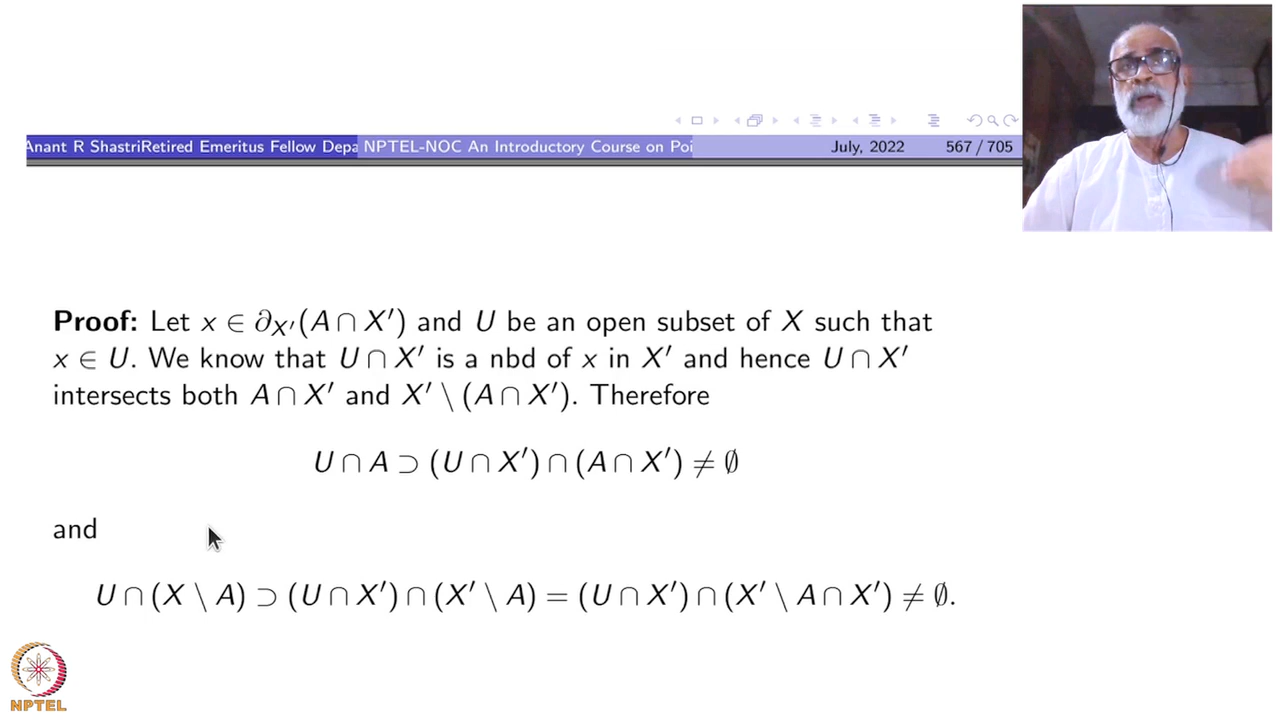 Anant R ShastriRetired Emeritus Fellow Depa NPTEL-NOC An Introductory Course on Poi July, 2022 567 / 705
Proof: Let x ∈ ∂_{X′}(A ∩ X′) and U be an open subset of X such that
x ∈ U. We know that U ∩ X′ is a nbd of x in X′ and hence U ∩ X′
intersects both A ∩ X′ and X′ \ (A ∩ X′). Therefore
U ∩ A ⊃ (U ∩ X′) ∩ (A ∩ X′) ≠ ∅
and
U ∩ (X \ A) ⊃ (U ∩ X′) ∩ (X′ \ A) = (U ∩ X′) ∩ (X′ \ A ∩ X′) ≠ ∅.
NPTEL